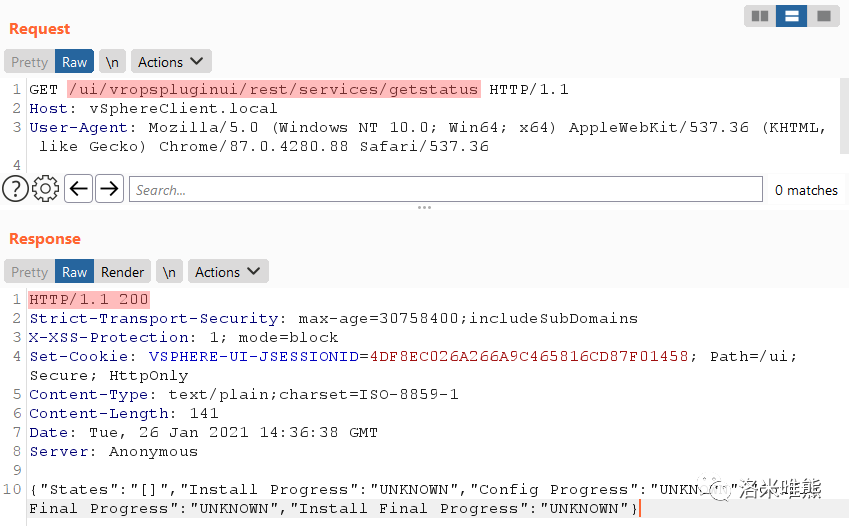 Request
Pretty Raw \n Actions
1 GET /ui/vropspluginui/rest/services/getstatus HTTP/1.1
2 Host: vSphereClient.local
3 User-Agent: Mozilla/5.0 (Windows NT 10.0; Win64; x64) AppleWebKit/537.36 (KHTML,
like Gecko) Chrome/87.0.4280.88 Safari/537.36
4
? Search... 0 matches
Response
Pretty Raw Render \n Actions
1 HTTP/1.1 200
2 Strict-Transport-Security: max-age=30758400;includeSubDomains
3 X-XSS-Protection: 1; mode=block
4 Set-Cookie: VSPHERE-UI-JSESSIONID=4DF8EC026A266A9C465816CD87F01458; Path=/ui;
Secure; HttpOnly
5 Content-Type: text/plain;charset=ISO-8859-1
6 Content-Length: 141
7 Date: Tue, 26 Jan 2021 14:36:38 GMT
8 Server: Anonymous
9
10 {"States":"[]","Install Progress":"UNKNOWN","Config Progress":"UNKNOWN"
Final Progress":"UNKNOWN","Install Final Progress":"UNKNOWN"}
洛米唯熊